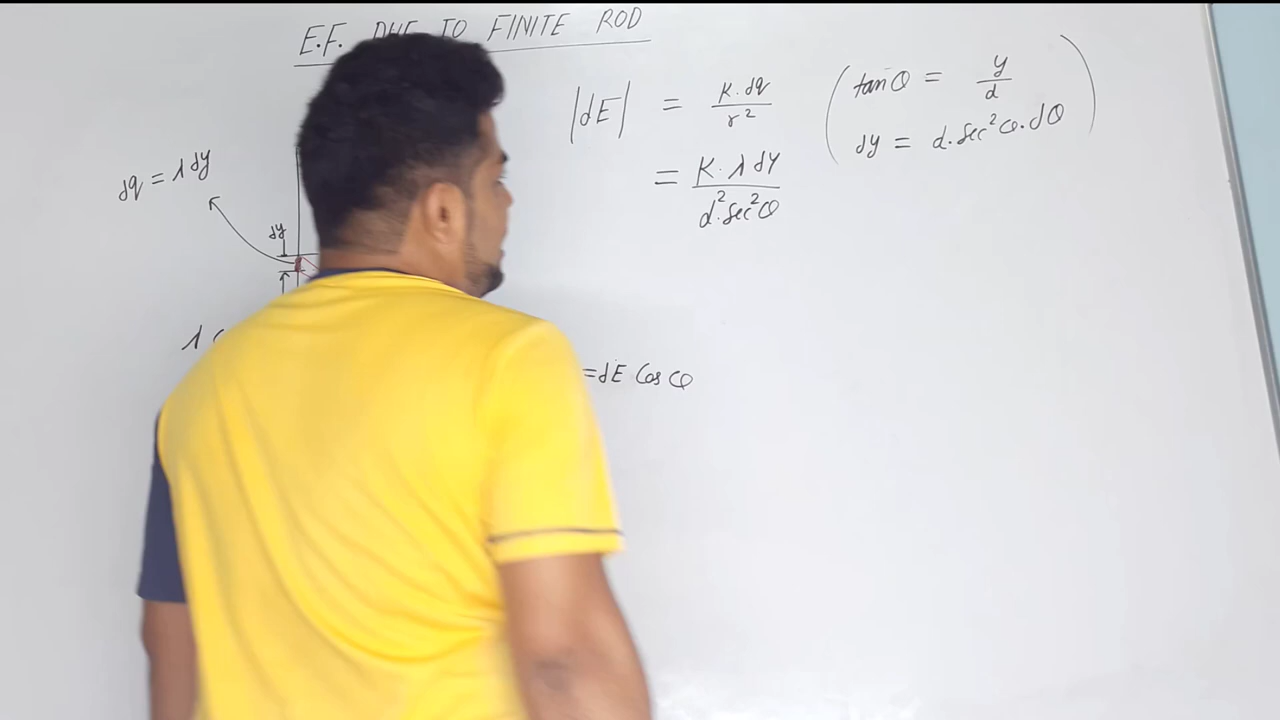 E.F. DUE TO FINITE ROD
|dE| = K.dq / r²
= K.λdy / d².sec²θ
(tanθ = y / d
dy = d.sec²θ.dθ)
dq = λdy
dy
λ
=dE Cosθ